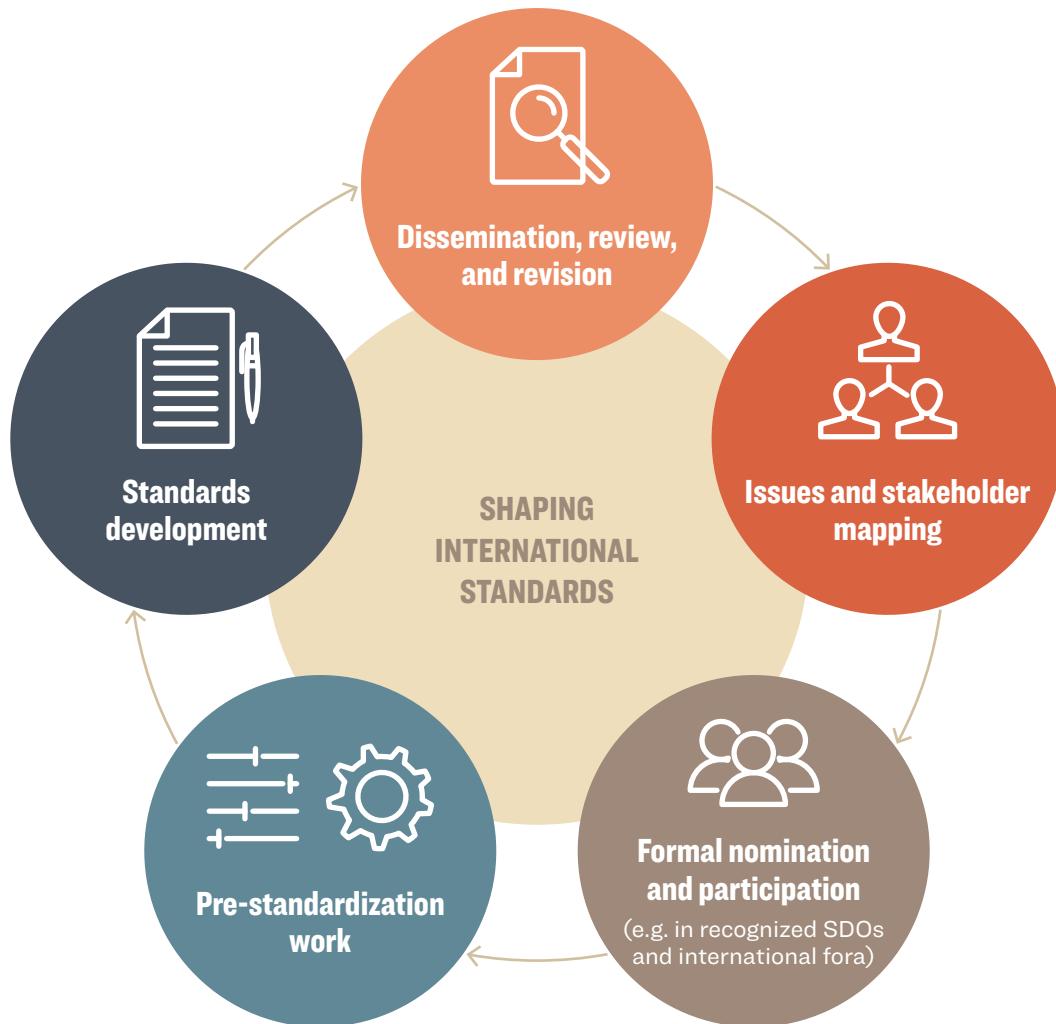 Dissemination, review,
and revision
Issues and stakeholder
mapping
Formal nomination
and participation
(e.g. in recognized SDOs
and international fora)
Pre-standardization
work
Standards
development
SHAPING
INTERNATIONAL
STANDARDS